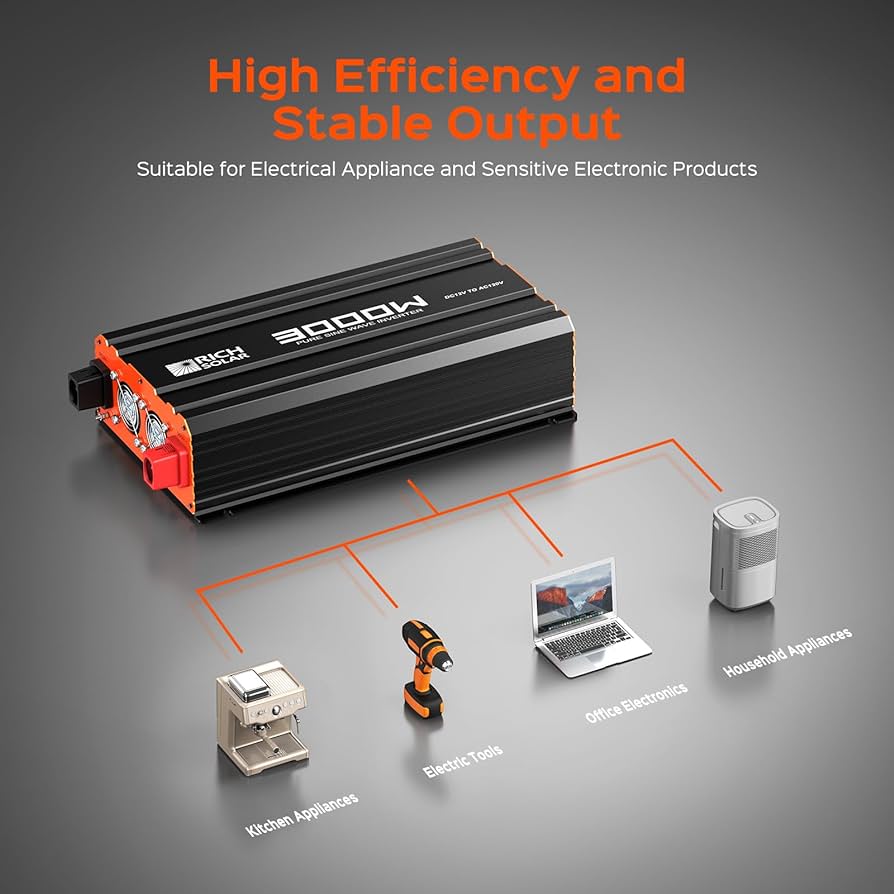 High Efficiency and
Stable Output
Suitable for Electrical Appliance and Sensitive Electronic Products
DC12V TO AC120V
3000W
PURE SINE WAVE INVERTER
RICH
SOLAR
Household Appliances
Office Electronics
Electric Tools
Kitchen Appliances